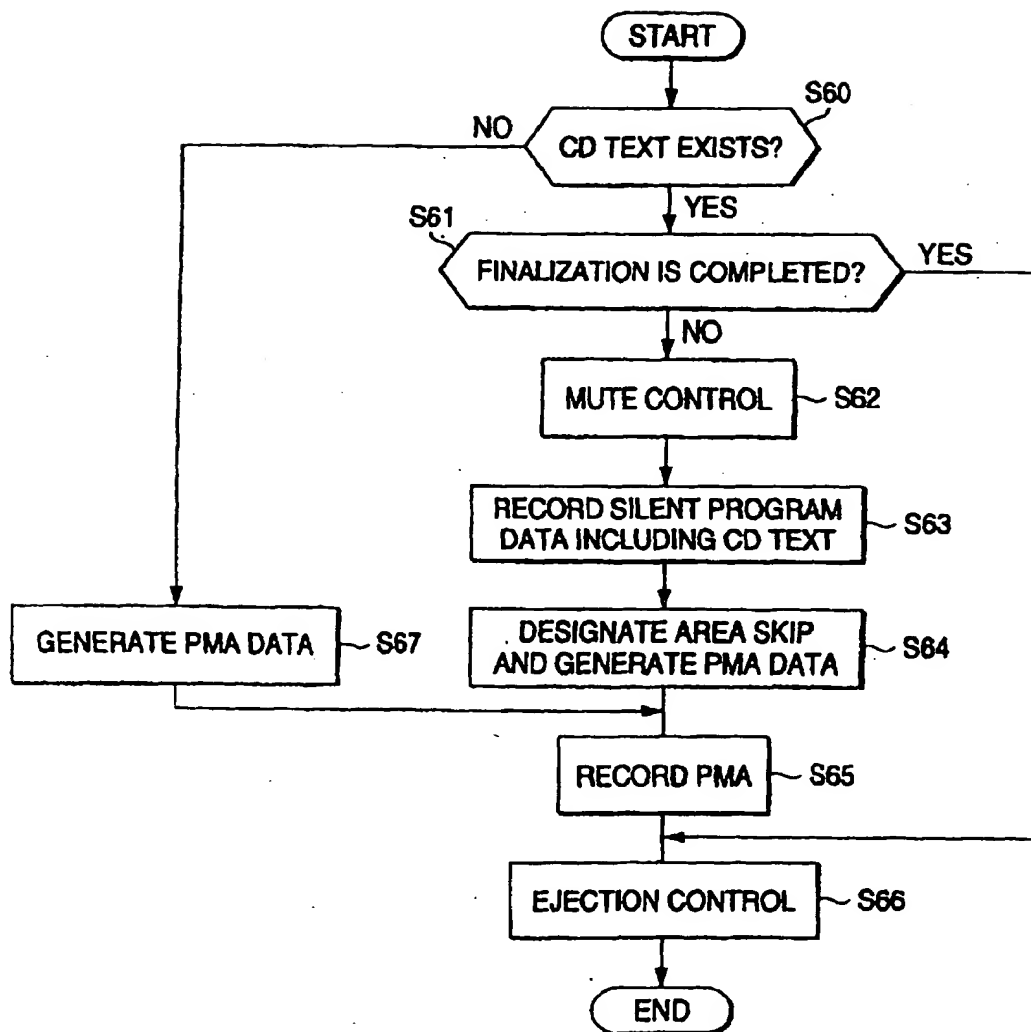 START
S60
NO
CD TEXT EXISTS?
YES
S61
FINALIZATION IS COMPLETED?
YES
NO
MUTE CONTROL
S62
RECORD SILENT PROGRAM
DATA INCLUDING CD TEXT
S63
GENERATE PMA DATA
S67
DESIGNATE AREA SKIP
AND GENERATE PMA DATA
S64
RECORD PMA
S65
EJECTION CONTROL
S66
END